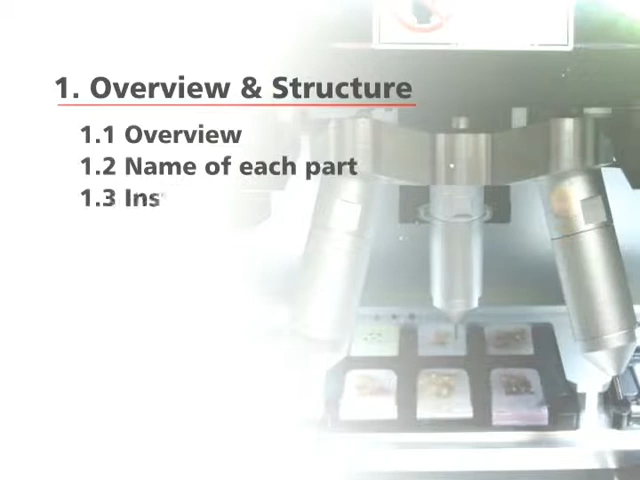 1. Overview & Structure
1.1 Overview
1.2 Name of each part
1.3 Ins